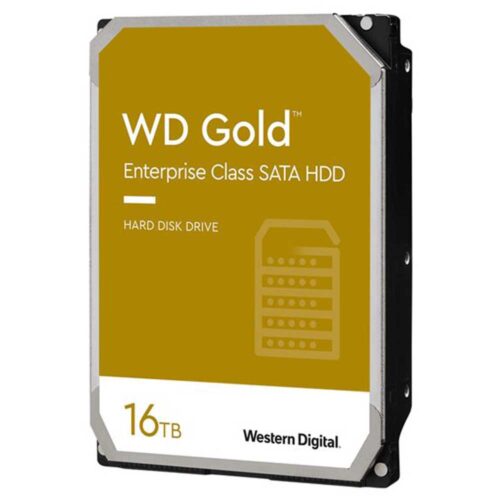 WD Gold™
Enterprise Class SATA HDD
HARD DISK DRIVE
16TB
Western Digital.